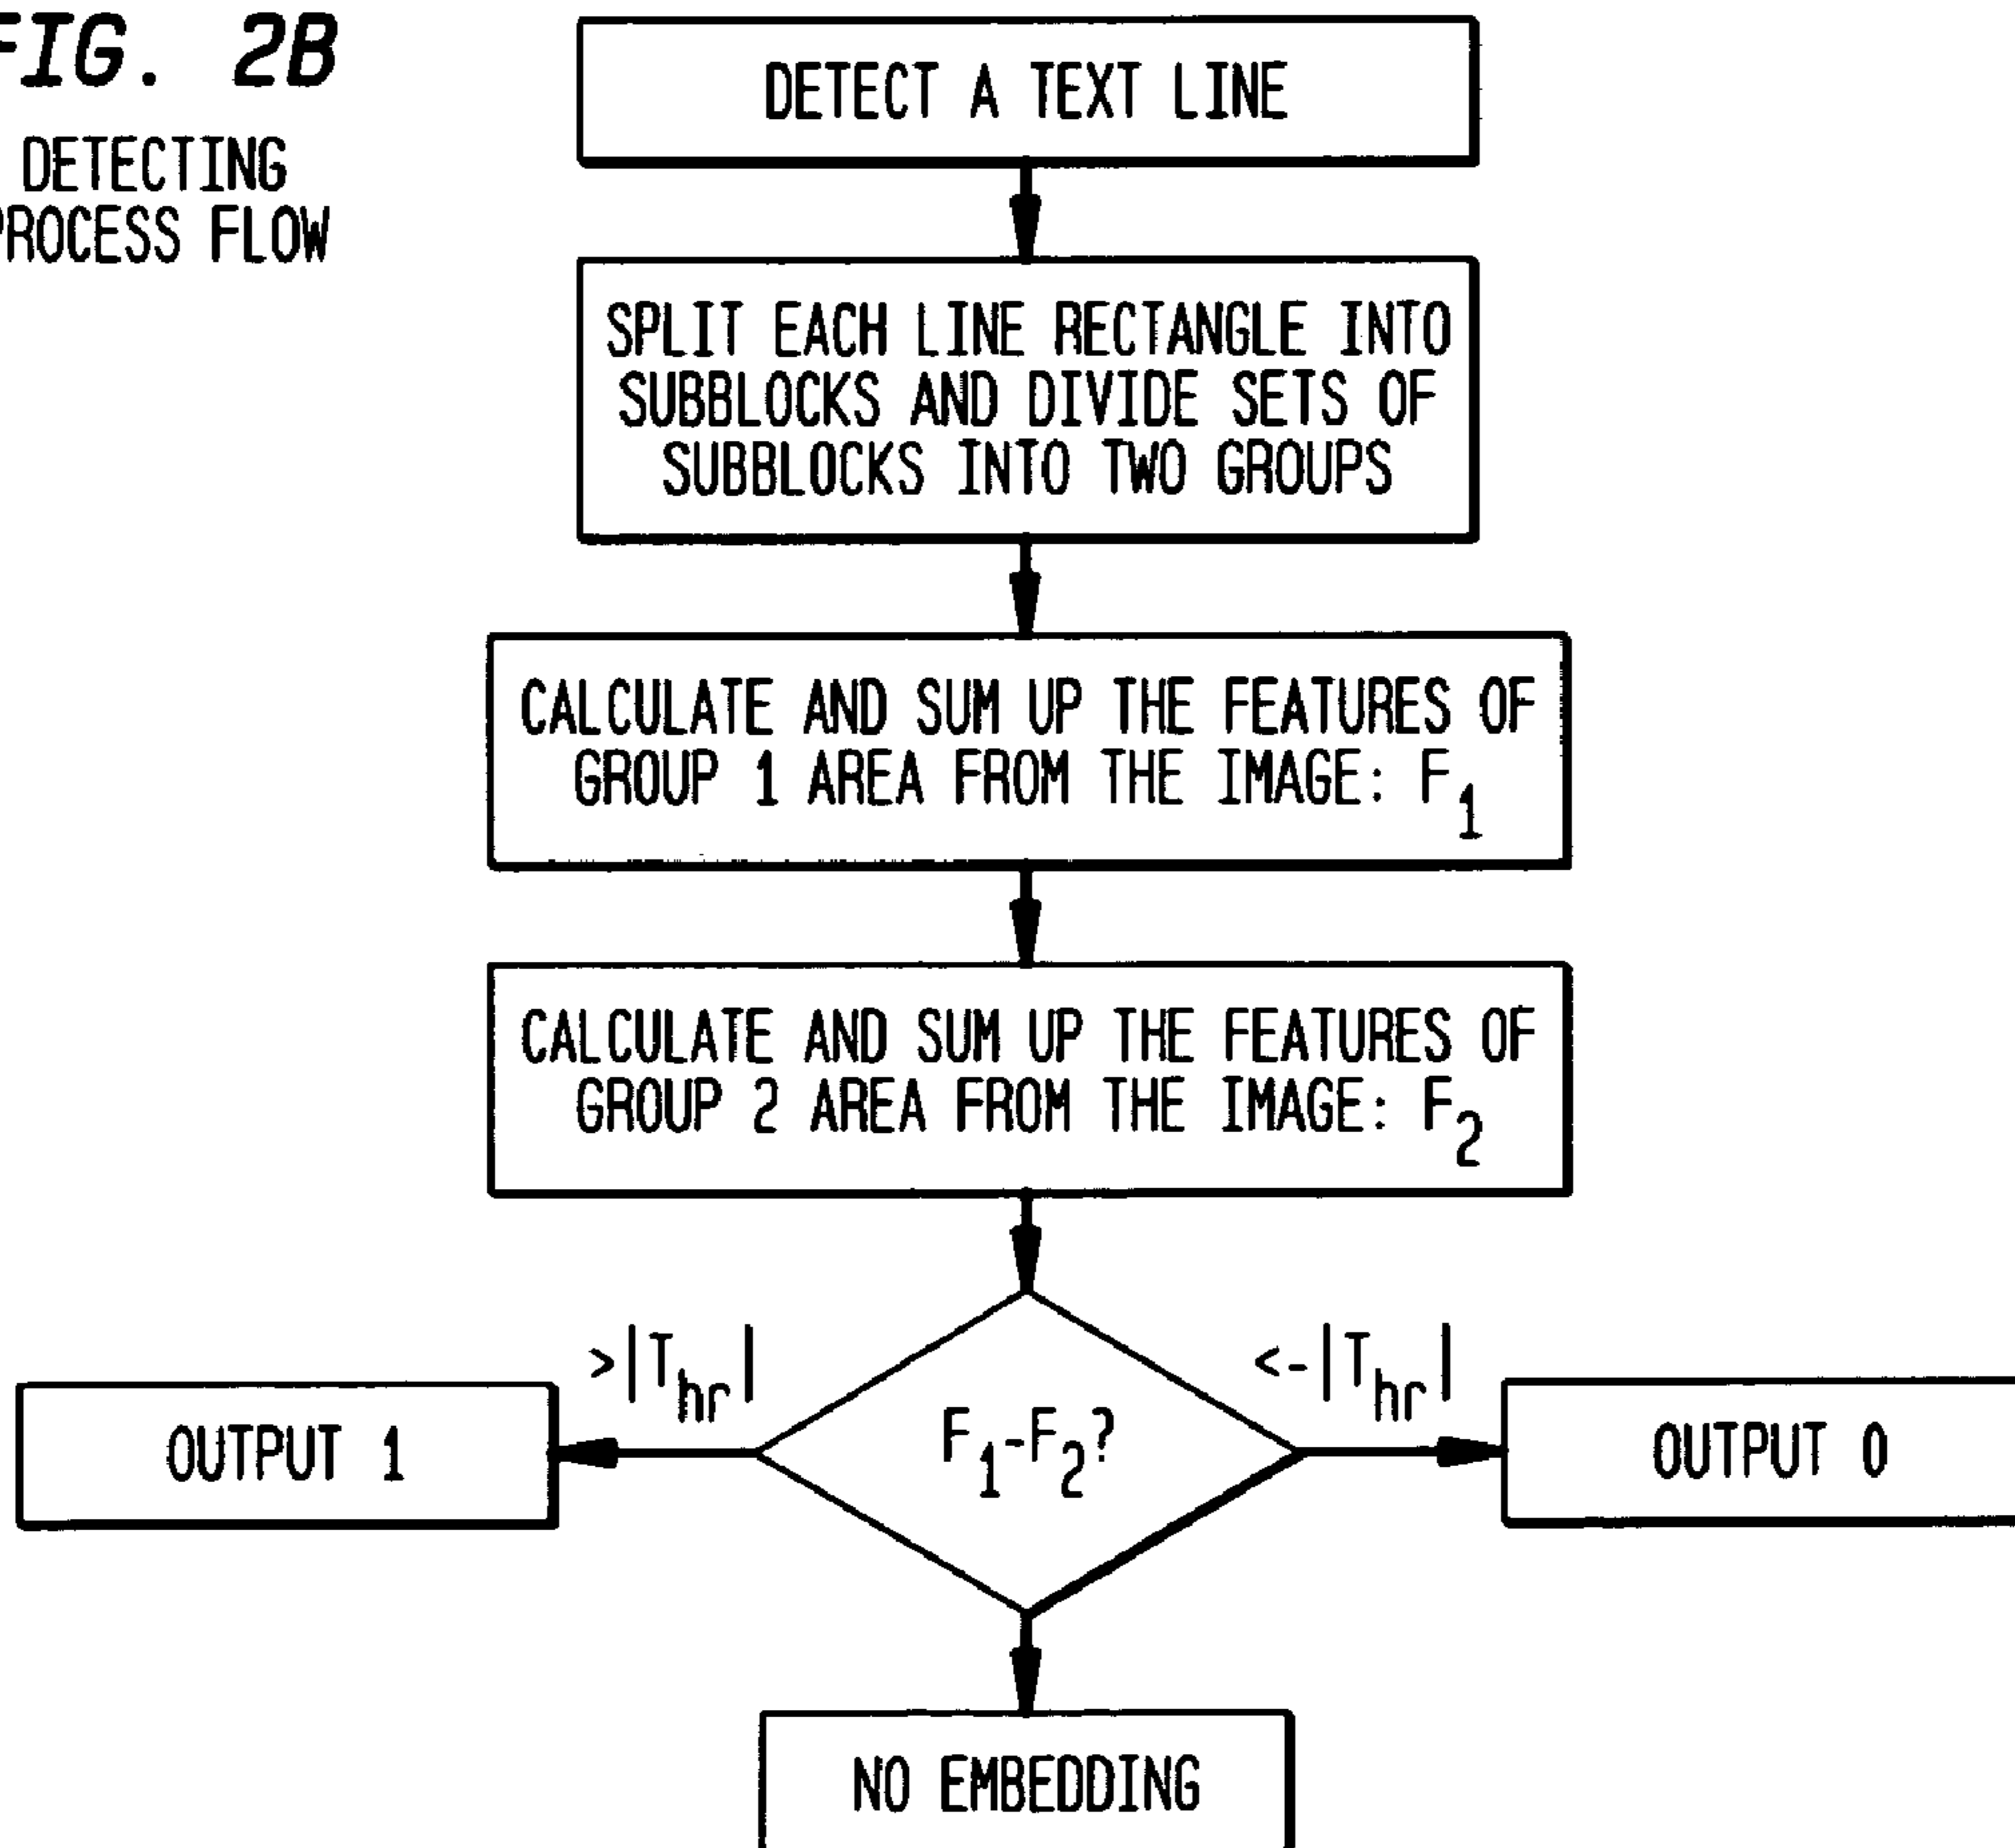 FIG. 2B
DETECTING
PROCESS FLOW
DETECT A TEXT LINE
SPLIT EACH LINE RECTANGLE INTO
SUBBLOCKS AND DIVIDE SETS OF
SUBBLOCKS INTO TWO GROUPS
CALCULATE AND SUM UP THE FEATURES OF
GROUP 1 AREA FROM THE IMAGE: F1
CALCULATE AND SUM UP THE FEATURES OF
GROUP 2 AREA FROM THE IMAGE: F2
>|Thr|
<-|Thr|
OUTPUT 1
F1-F2?
OUTPUT 0
NO EMBEDDING